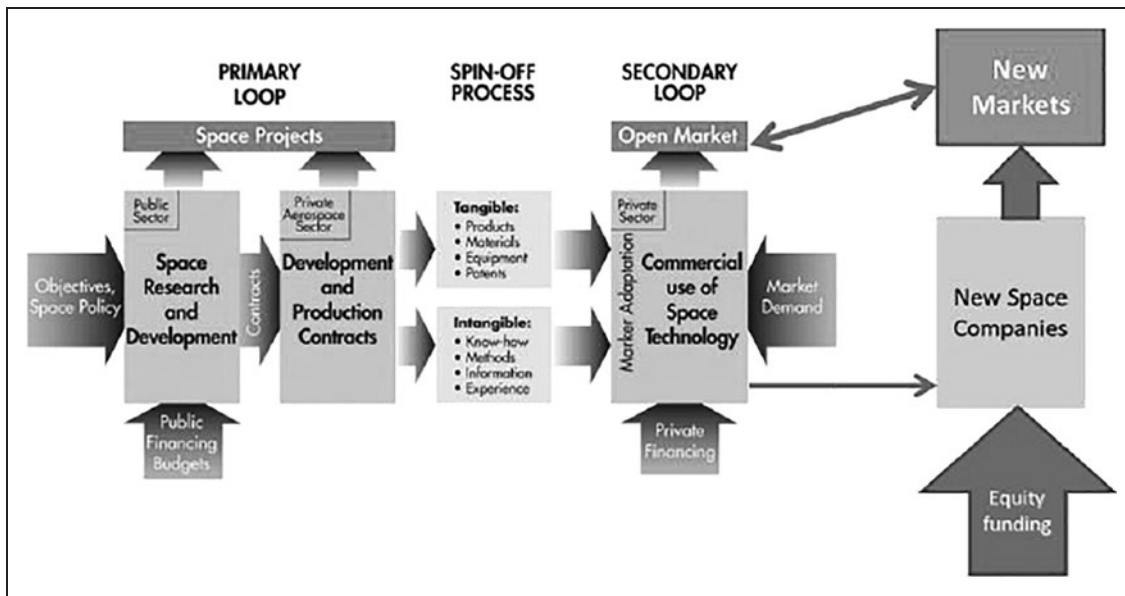 PRIMARY
LOOP
SPIN-OFF
PROCESS
SECONDARY
LOOP
New
Markets
Space Projects
Open Market
Public
Sector
Private
Aerospace
Sector
Private
Sector
Objectives,
Space Policy
Space
Research
and
Development
Contracts
Development
and
Production
Contracts
Tangible:
• Products
• Materials
• Equipment
• Patents
Intangible:
• Know-how
• Methods
• Information
• Experience
Marker Adaptation
Commercial
use of
Space
Technology
Market
Demand
New Space
Companies
Public
Financing
Budgets
Private
Financing
Equity
funding